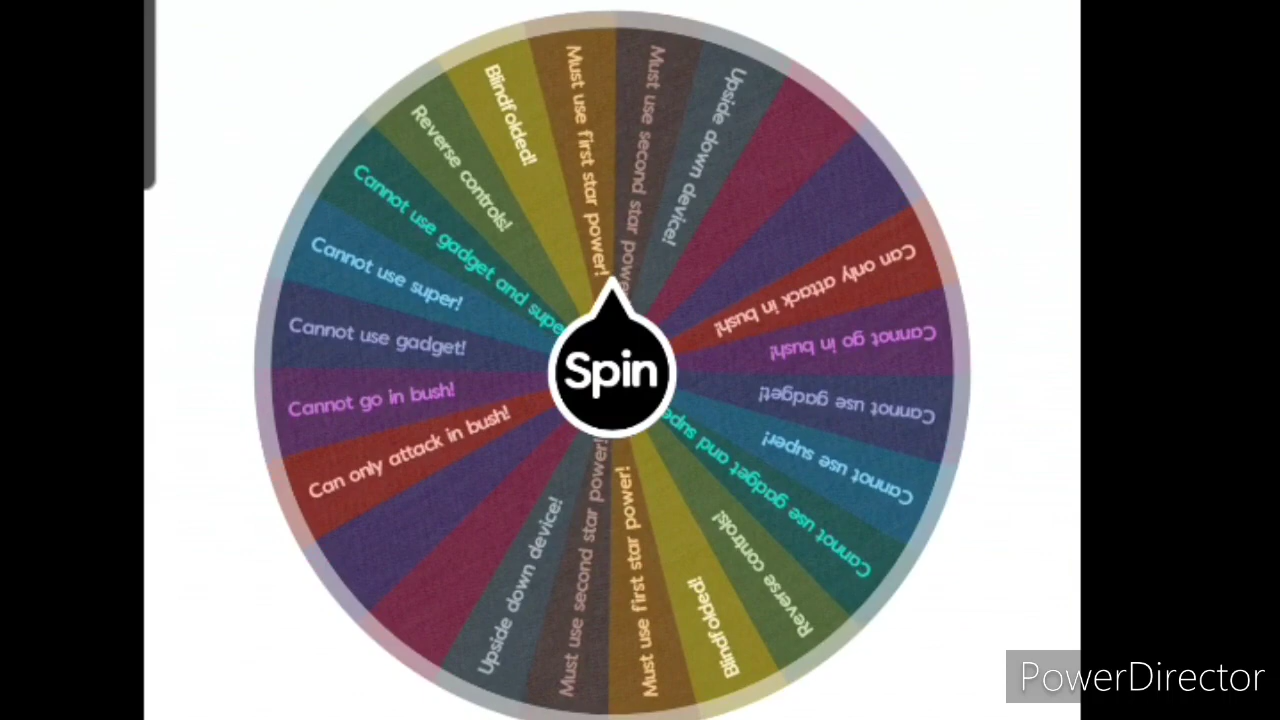 Must use second star power!
Upside down device!
Can only attack in bush!
Cannot go in bush!
Cannot use gadget!
Cannot use super!
Cannot use gadget and supe
Reverse controls!
Blindfolded!
Must use first star power!
Must use second star power!
Upside down device!
Can only attack in bush!
Cannot go in bush!
Cannot use gadget!
Cannot use super!
Cannot use gadget and supe
Reverse controls!
Blindfolded!
Must use first star power!
Spin
PowerDirector